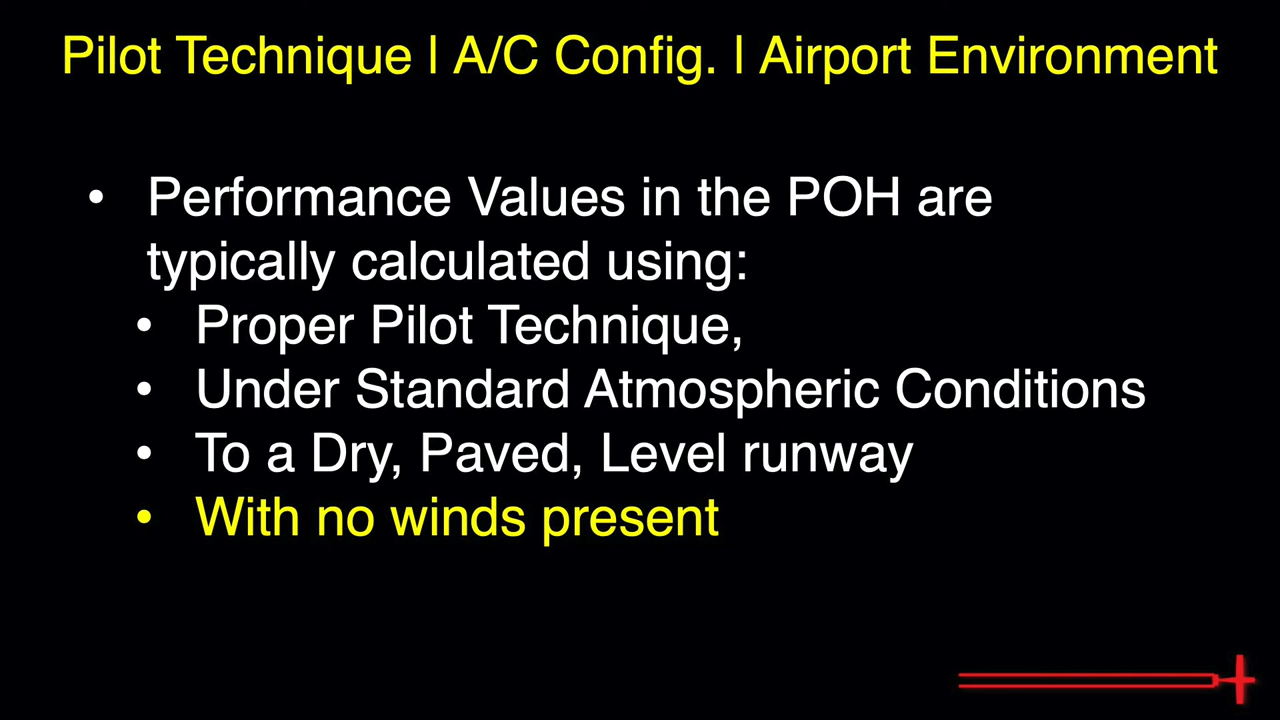 Pilot Technique | A/C Config. | Airport Environment
• Performance Values in the POH are
typically calculated using:
• Proper Pilot Technique,
• Under Standard Atmospheric Conditions
• To a Dry, Paved, Level runway
• With no winds present